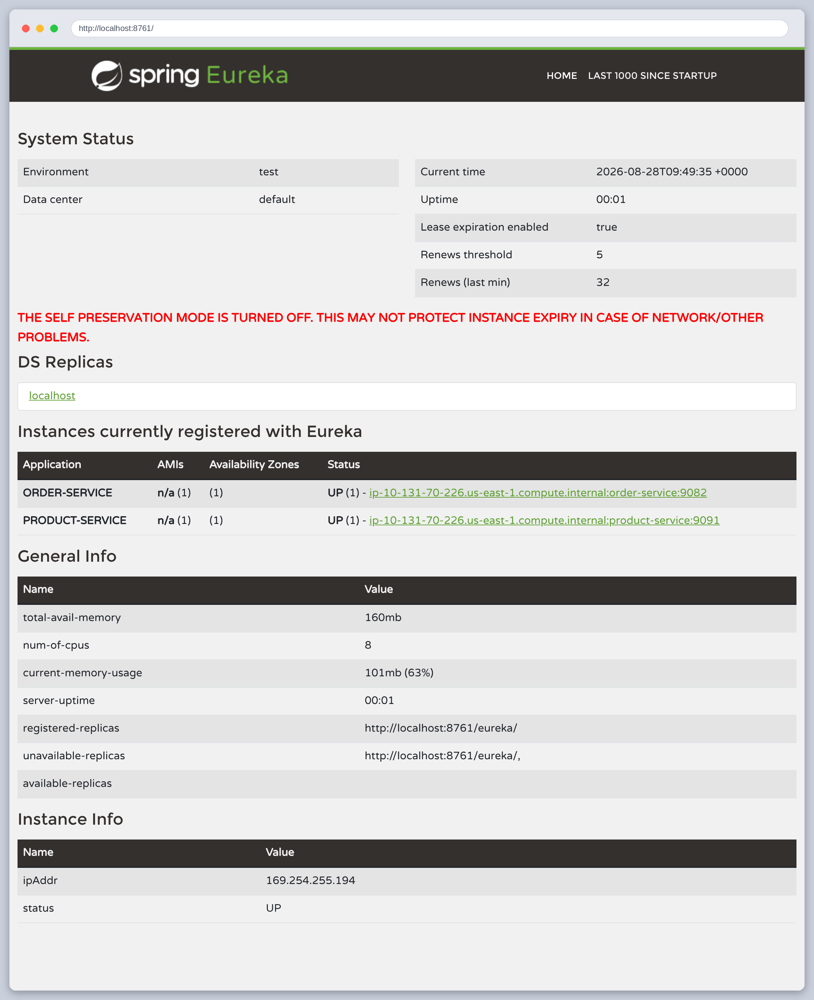 http://localhost:8761/
spring Eureka
HOME LAST 1000 SINCE STARTUP
System Status
Environment test
Data center default
Current time 2026-08-28T09:49:35 +0000
Uptime 00:01
Lease expiration enabled true
Renews threshold 5
Renews (last min) 32
THE SELF PRESERVATION MODE IS TURNED OFF. THIS MAY NOT PROTECT INSTANCE EXPIRY IN CASE OF NETWORK/OTHER
PROBLEMS.
DS Replicas
localhost
Instances currently registered with Eureka
Application AMIs Availability Zones Status
ORDER-SERVICE n/a (1) (1) UP (1) - ip-10-131-70-226.us-east-1.compute.internal:order-service:9082
PRODUCT-SERVICE n/a (1) (1) UP (1) - ip-10-131-70-226.us-east-1.compute.internal:product-service:9091
General Info
Name Value
total-avail-memory 160mb
num-of-cpus 8
current-memory-usage 101mb (63%)
server-uptime 00:01
registered-replicas http://localhost:8761/eureka/
unavailable-replicas http://localhost:8761/eureka/,
available-replicas
Instance Info
Name Value
ipAddr 169.254.255.194
status UP